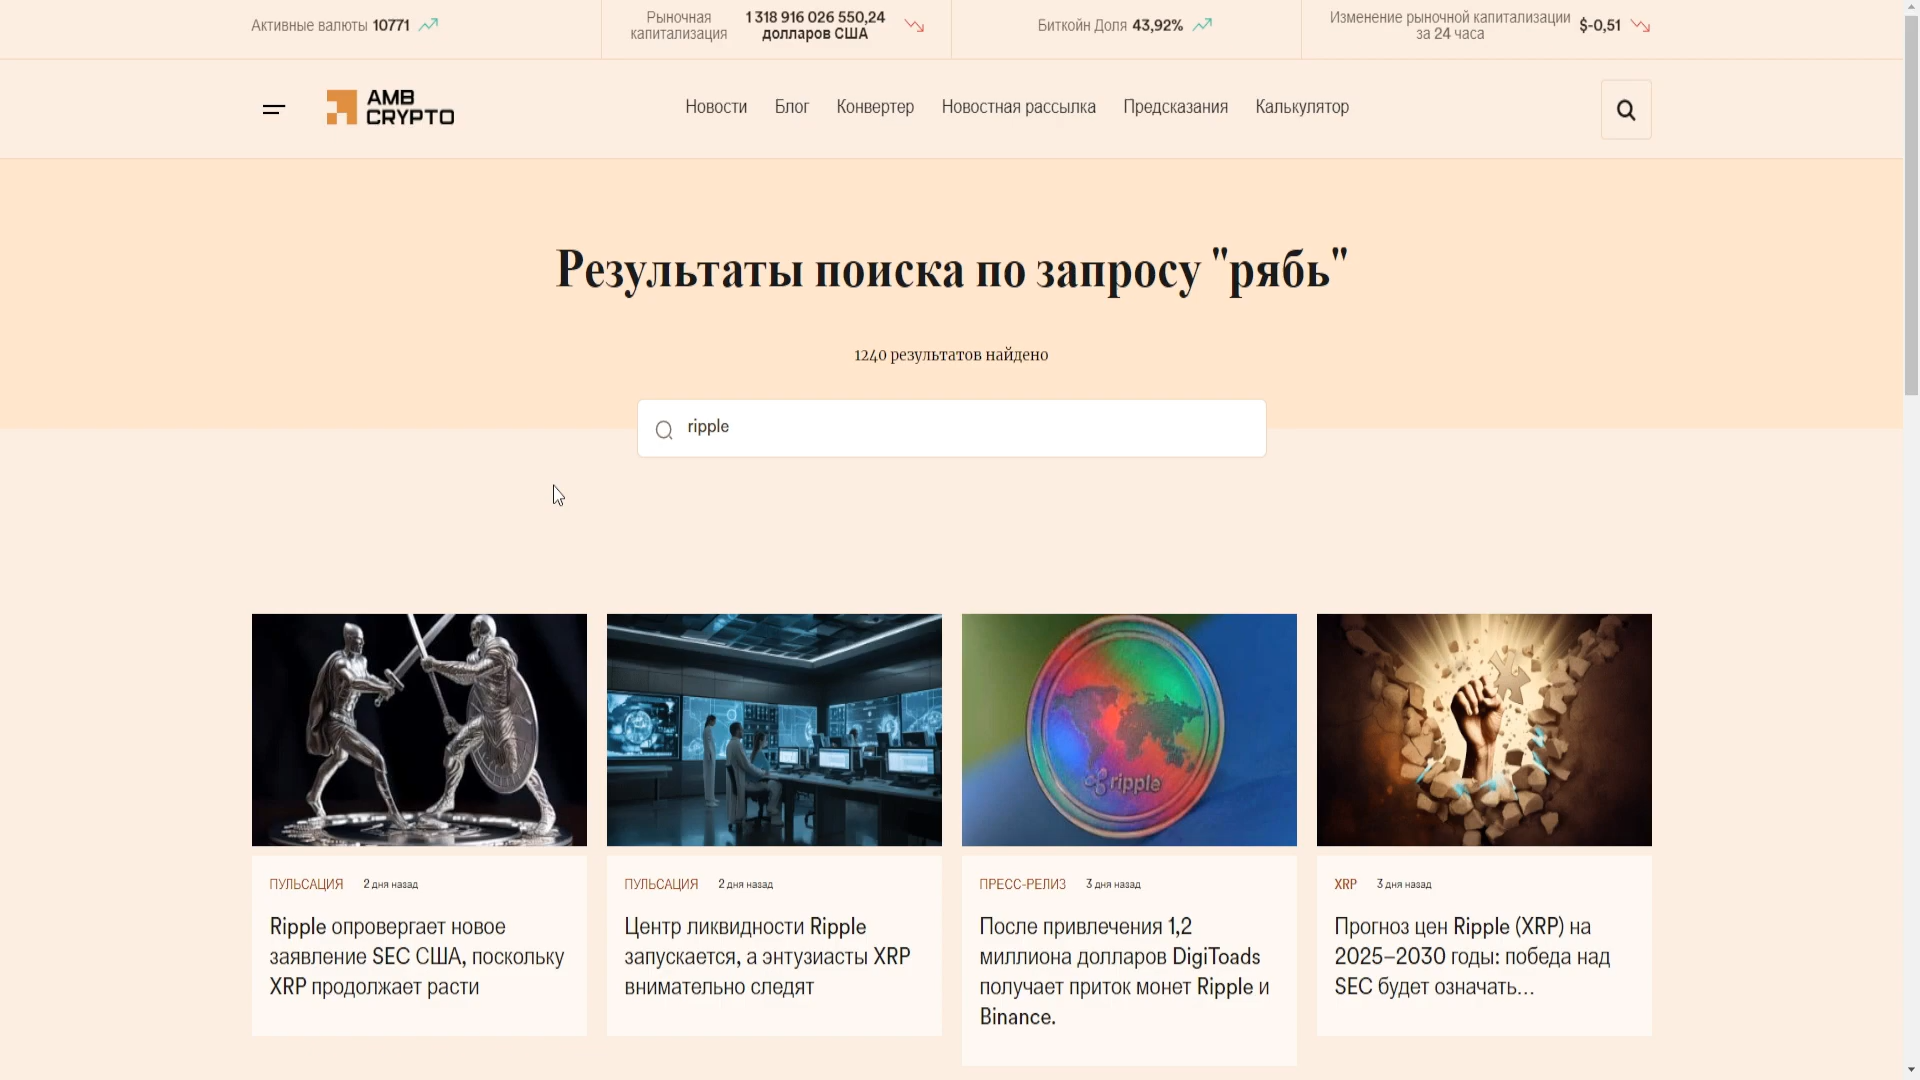 Активные валюты 10771
Рыночная капитализация
1 318 916 026 550,24 долларов США
Биткойн Доля 43,92%
Изменение рыночной капитализации за 24 часа
$-0,51
AMB
CRYPTO
Новости Блог Конвертер Новостная рассылка Предсказания Калькулятор
Результаты поиска по запросу "рябь"
1240 результатов найдено
ripple
ripple
ПУЛЬСАЦИЯ 2 дня назад
Ripple опровергает новое
заявление SEC США, поскольку
XRP продолжает расти
ПУЛЬСАЦИЯ 2 дня назад
Центр ликвидности Ripple
запускается, а энтузиасты XRP
внимательно следят
ПРЕСС-РЕЛИЗ 3 дня назад
После привлечения 1,2
миллиона долларов DigiToads
получает приток монет Ripple и
Binance.
XRP 3 дня назад
Прогноз цен Ripple (XRP) на
2025–2030 годы: победа над
SEC будет означать...